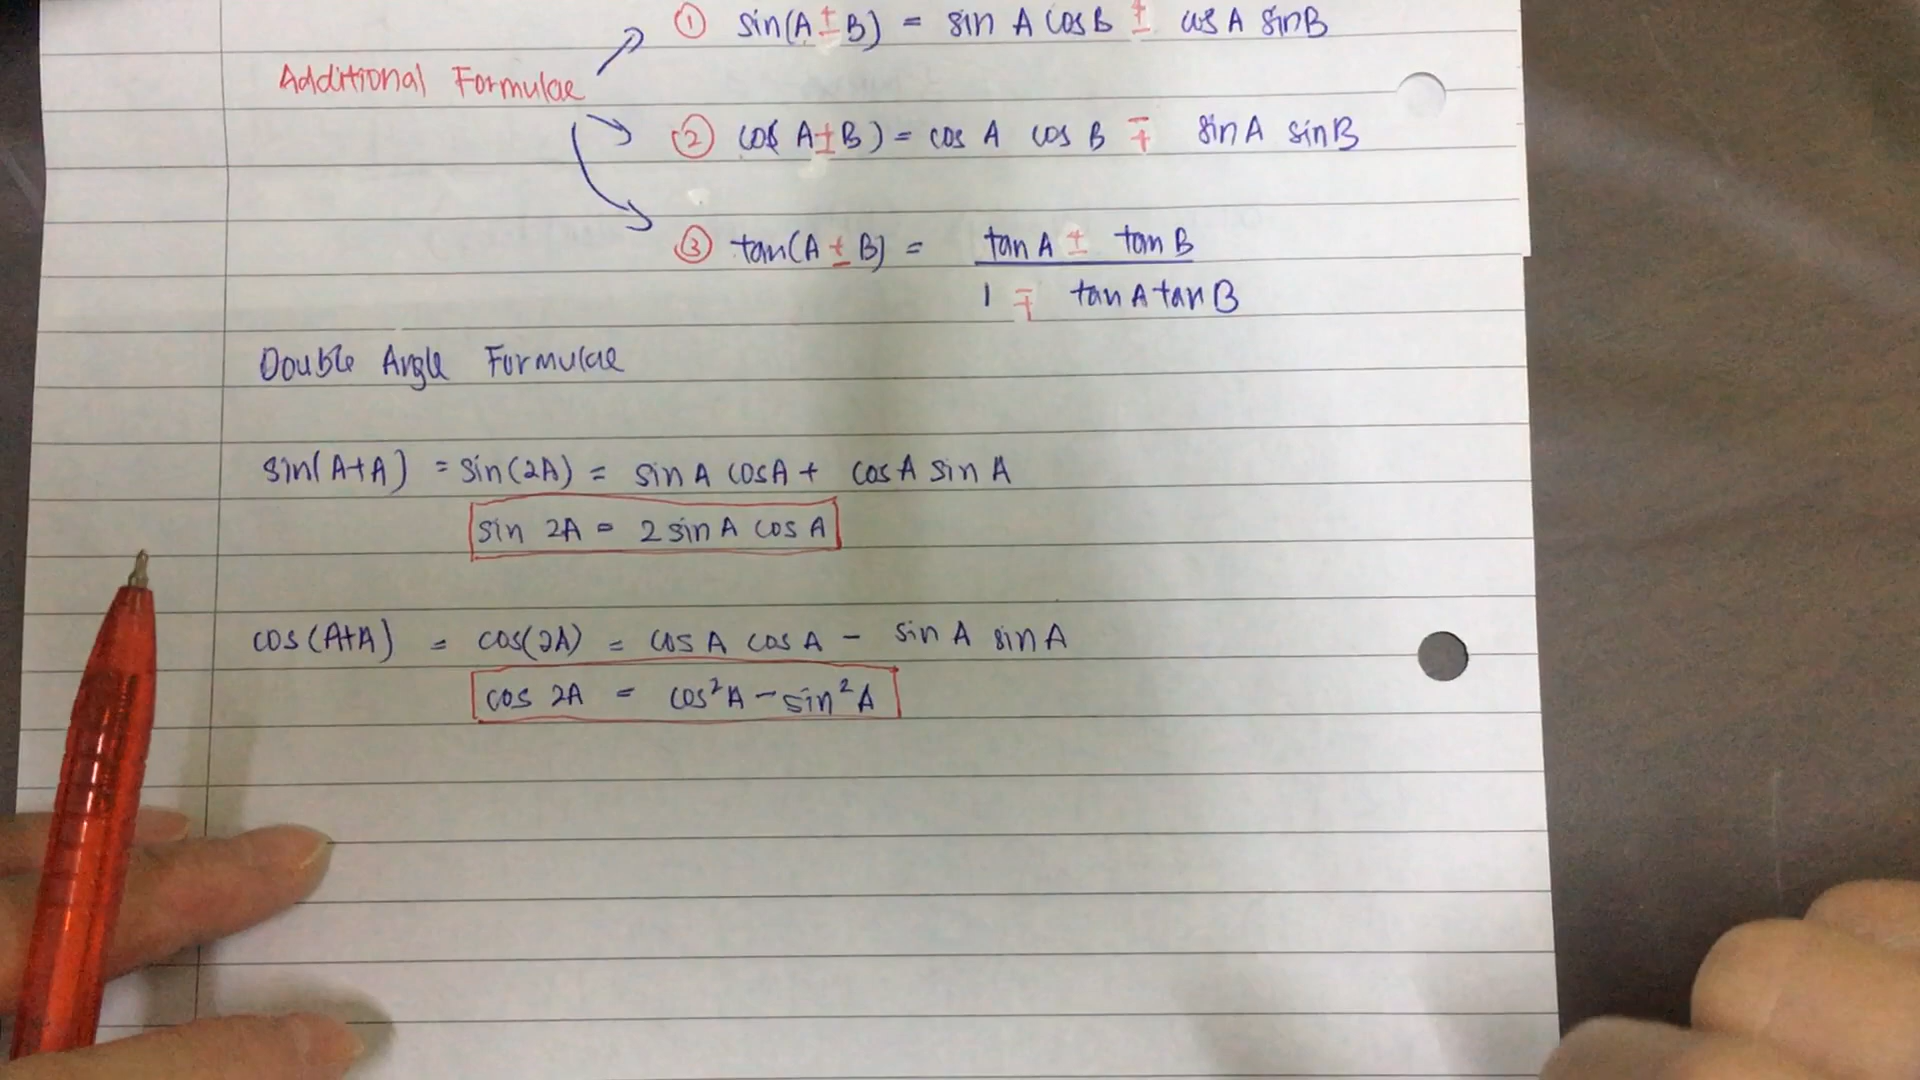 ① sin(A ± B) = sin A cos B ± cos A sin B
Additional Formulae
② cos(A ± B) = cos A cos B ∓ sin A sin B
③ tan(A ± B) = tan A ± tan B
1 ∓ tan A tan B
Double Angle Formulae
sin(A+A) = sin(2A) = sin A cos A + cos A sin A
sin 2A = 2 sin A cos A
cos(A+A) = cos(2A) = cos A cos A - sin A sin A
cos 2A = cos²A - sin²A